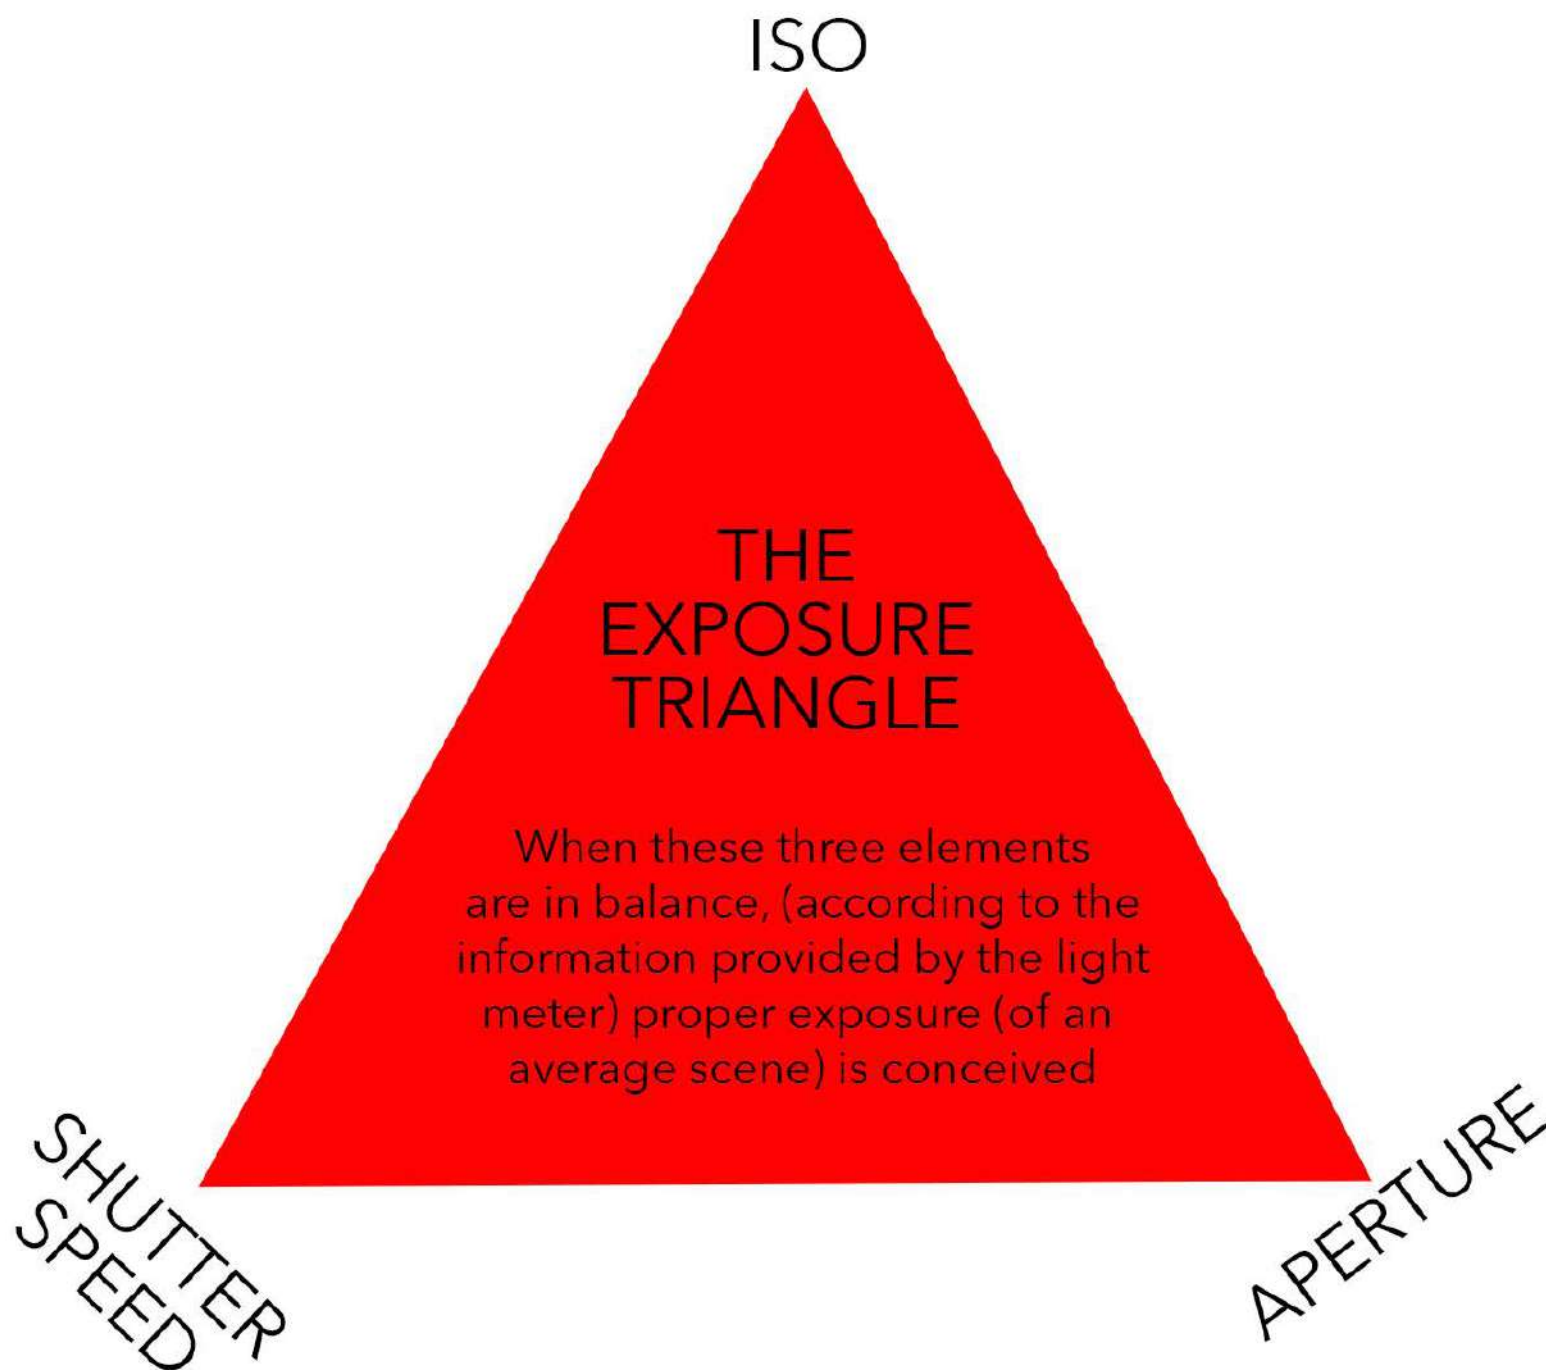 ISO
THE
EXPOSURE
TRIANGLE
When these three elements
are in balance, (according to the
information provided by the light
meter) proper exposure (of an
average scene) is conceived
SHUTTER
SPEED
APERTURE